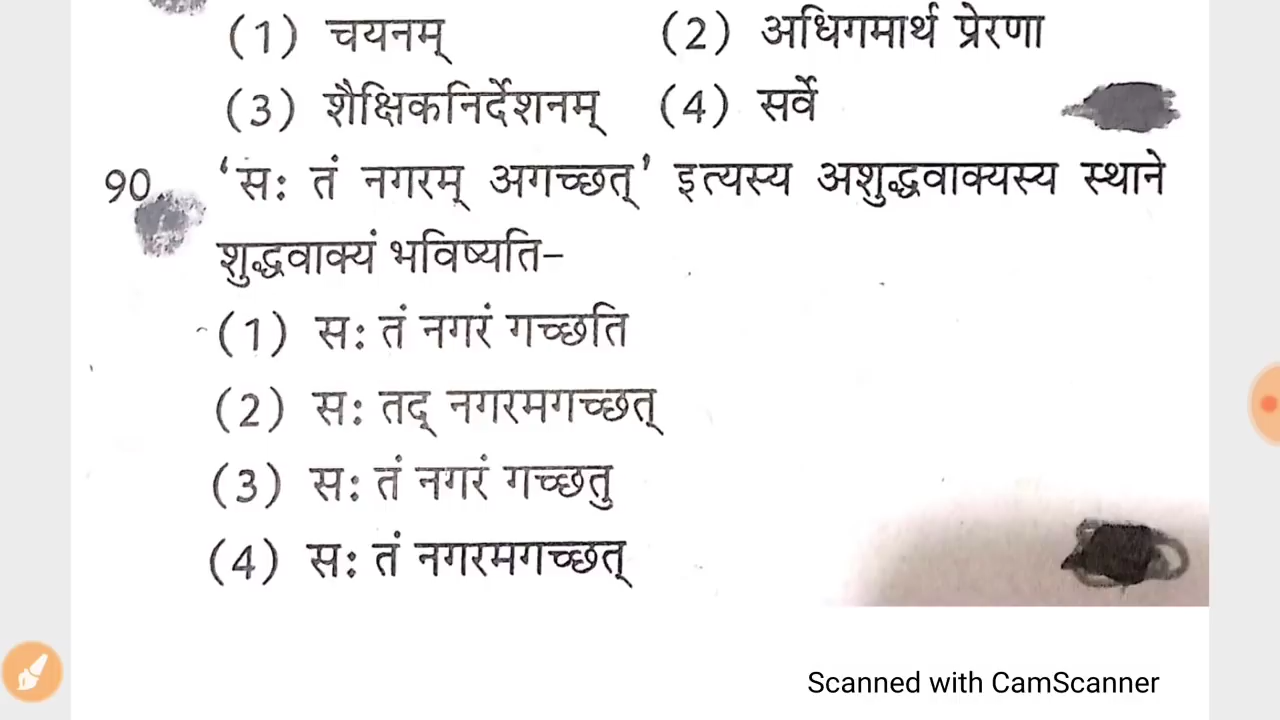 (1) चयनम् (2) अधिगमार्थ प्रेरणा
(3) शैक्षिकनिर्देशनम् (4) सर्वे
90. 'सः तं नगरम् अगच्छत्' इत्यस्य अशुद्धवाक्यस्य स्थाने
शुद्धवाक्यं भविष्यति–
(1) सः तं नगरं गच्छति
(2) सः तद् नगरमगच्छत्
(3) सः तं नगरं गच्छतु
(4) सः तं नगरमगच्छत्
Scanned with CamScanner